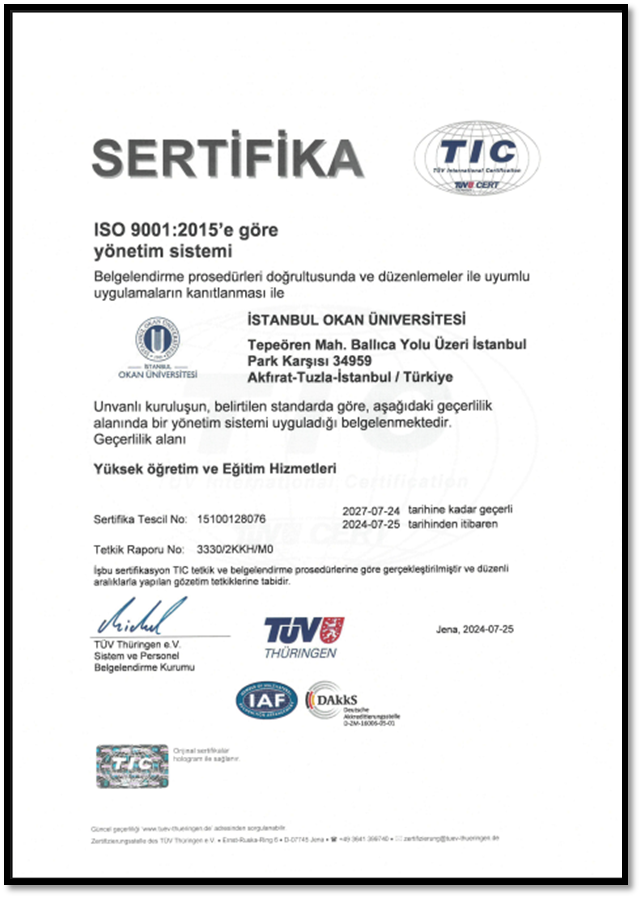 SERTİFİKA
TIC
TÜV International Certification
TÜV CERT
ISO 9001:2015'e göre
yönetim sistemi
Belgelendirme prosedürleri doğrultusunda ve düzenlemeler ile uyumlu
uygulamaların kanıtlanması ile
İSTANBUL OKAN ÜNİVERSİTESİ
İSTANBUL
OKAN ÜNİVERSİTESİ
Tepeören Mah. Ballıca Yolu Üzeri İstanbul
Park Karşısı 34959
Akfırat-Tuzla-İstanbul / Türkiye
Unvanlı kuruluşun, belirtilen standarda göre, aşağıdaki geçerlilik
alanında bir yönetim sistemi uyguladığı belgelenmektedir.
Geçerlilik alanı
Yüksek öğretim ve Eğitim Hizmetleri
TÜV International Certification
Sertifika Tescil No: 15100128076
2027-07-24 tarihine kadar geçerli
2024-07-25 tarihinden itibaren
Tetkik Raporu No: 3330/2KKH/M0
İşbu sertifikasyon TIC tetkik ve belgelendirme prosedürlerine göre gerçekleştirilmiştir ve düzenli
aralıklarla yapılan gözetim tetkiklerine tabidir.
TÜV Thüringen e.V.
Sistem ve Personel
Belgelendirme Kurumu
TÜV
THÜRINGEN
Jena, 2024-07-25
IAF
DAkkS
Deutsche
Akkreditierungsstelle
D-ZM-16006-05-01
TIC
Orijinal sertifikalar
hologram ile sağlanır.
Güncel geçerliliği 'www.tuev-thueringen.de' adresinden sorgulanabilir
Zertifizierungsstelle des TÜV Thüringen e.V. • Ernst-Ruska-Ring 6 • D-07745 Jena • ☎ +49 3641 399740 • ✉ zertifizierung@tuev-thueringen.de